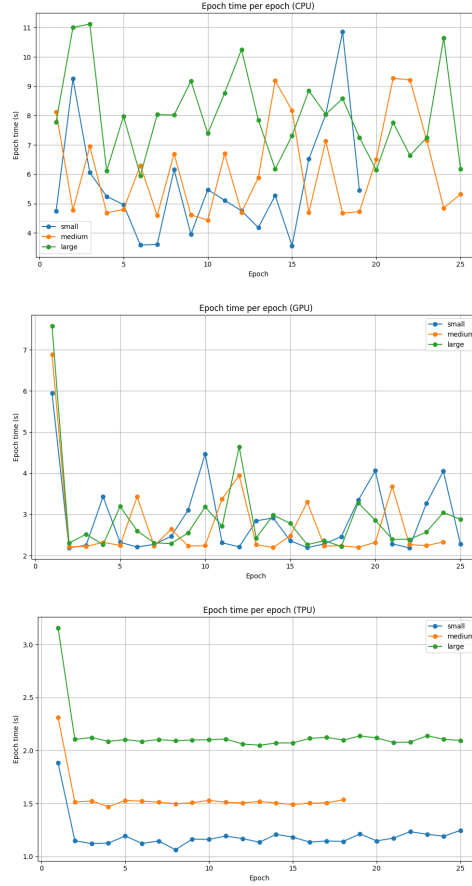 Epoch time per epoch (CPU)
Epoch time (s)
11
10
9
8
7
6
5
4
small
medium
large
0
5
10
15
20
25
Epoch
Epoch time per epoch (GPU)
Epoch time (s)
7
6
5
4
3
2
small
medium
large
0
5
10
15
20
25
Epoch
Epoch time per epoch (TPU)
Epoch time (s)
3.0
2.5
2.0
1.5
1.0
small
medium
large
0
5
10
15
20
25
Epoch